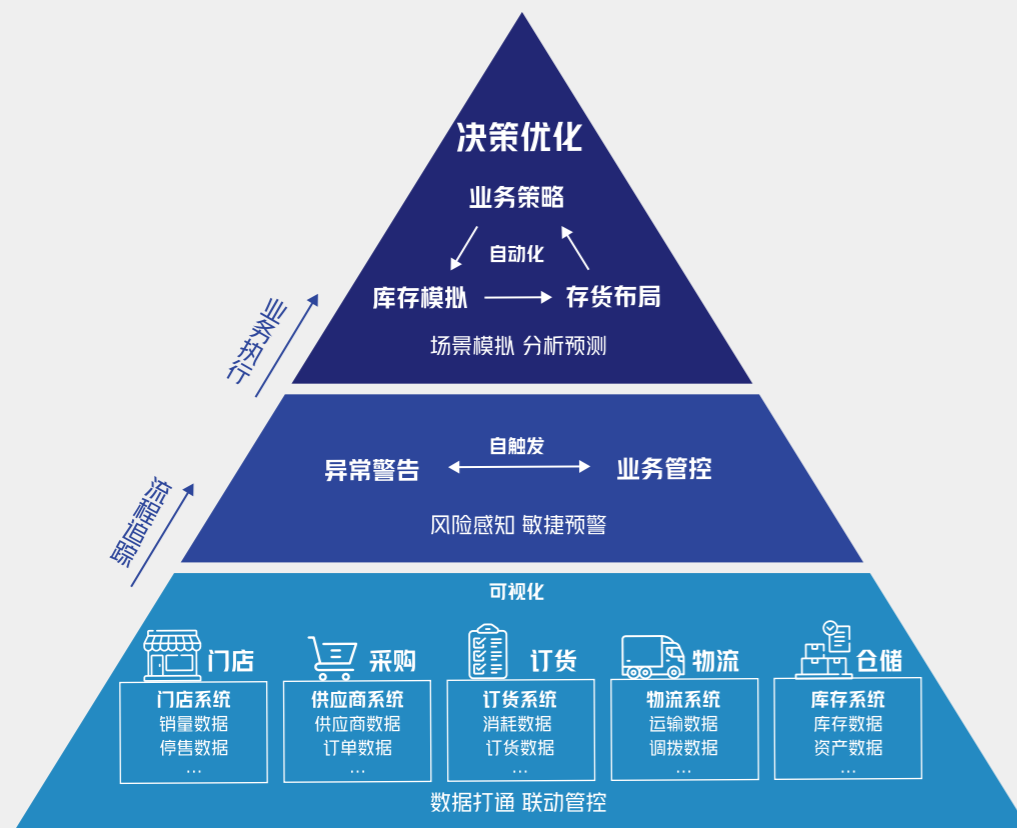 决策优化
业务策略
自动化
库存模拟 存货布局
场景模拟 分析预测
业务执行
自触发
异常警告 业务管控
风险感知 敏捷预警
流程追踪
可视化
门店 采购 订货 物流 仓储
门店系统 供应商系统 订货系统 物流系统 库存系统
销量数据 供应商数据 消耗数据 运输数据 库存数据
停售数据 订单数据 订货数据 调拨数据 资产数据
... ... ... ... ...
数据打通 联动管控